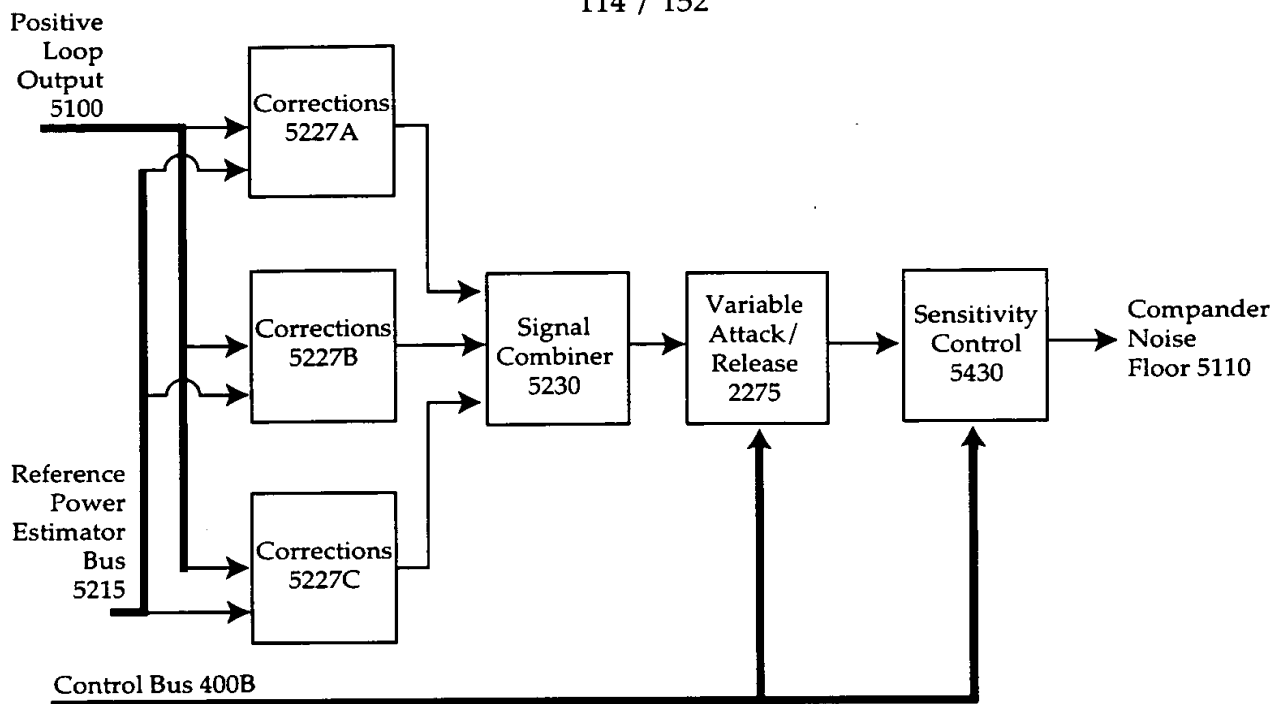 114 / 152
Positive
Loop
Output
5100
Corrections
5227A
Corrections
5227B
Signal
Combiner
5230
Variable
Attack/
Release
2275
Sensitivity
Control
5430
Compander
Noise
Floor 5110
Reference
Power
Estimator
Bus
5215
Corrections
5227C
Control Bus 400B